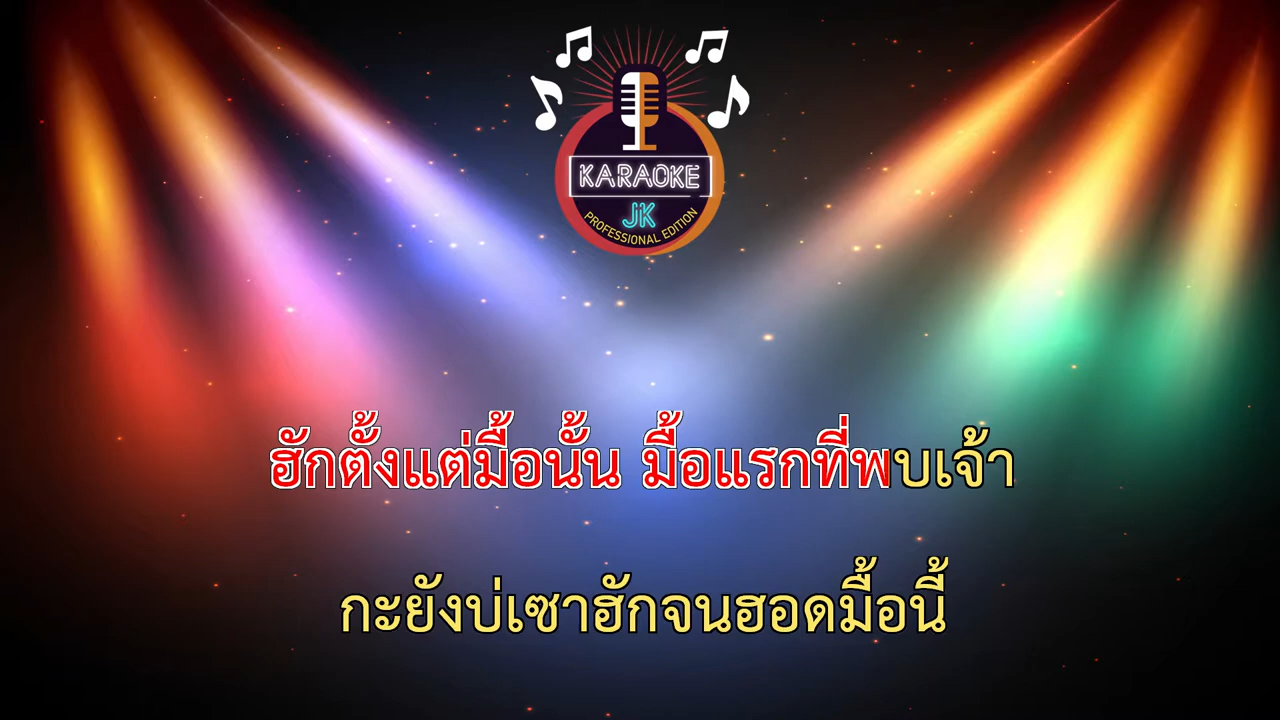 KARAOKE
JK
PROFESSIONAL EDITION
ฮักตั้งแต่มื้อนั้น มื้อแรกที่พบเจ้า
กะยังบ่เซาฮักจนฮอดมื้อนี้